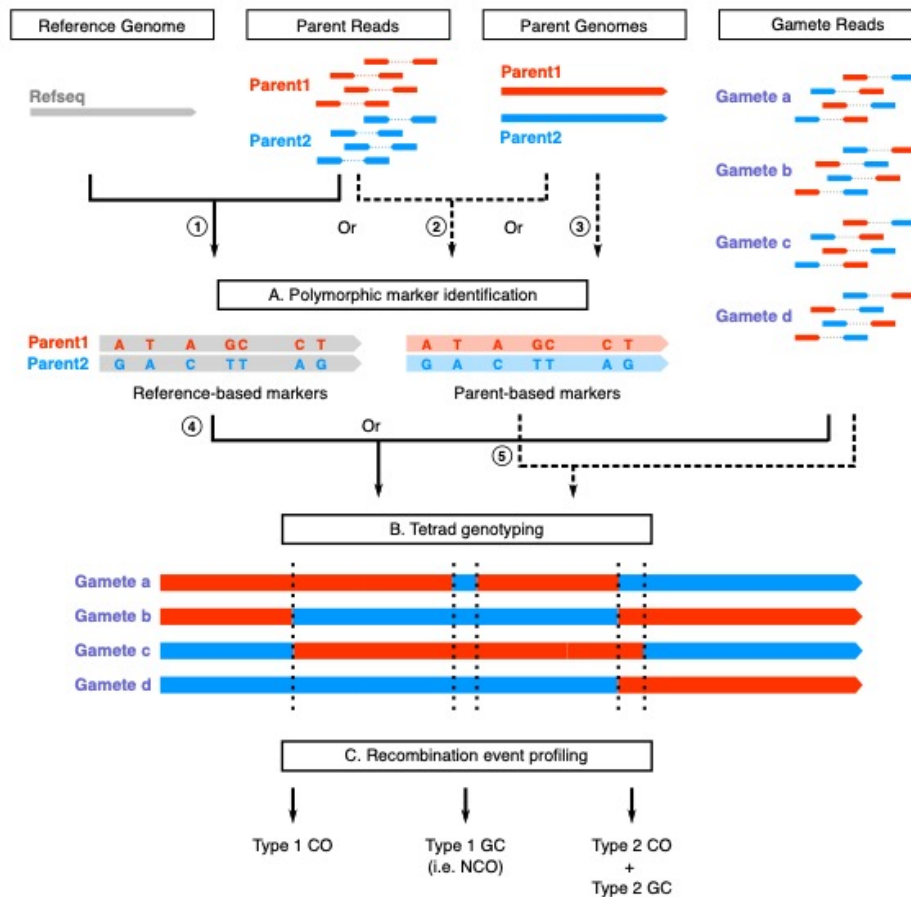 Reference Genome
Parent Reads
Parent Genomes
Gamete Reads
Refseq
Parent1
Parent2
Parent1
Parent2
Gamete a
Gamete b
Gamete c
Gamete d
1
Or
2
Or
3
A. Polymorphic marker identification
Parent1 A T A GC C T
Parent2 G A C TT A G
Reference-based markers
A T A GC C T
G A C TT A G
Parent-based markers
4
Or
5
B. Tetrad genotyping
Gamete a
Gamete b
Gamete c
Gamete d
C. Recombination event profiling
Type 1 CO
Type 1 GC
(i.e. NCO)
Type 2 CO
+
Type 2 GC